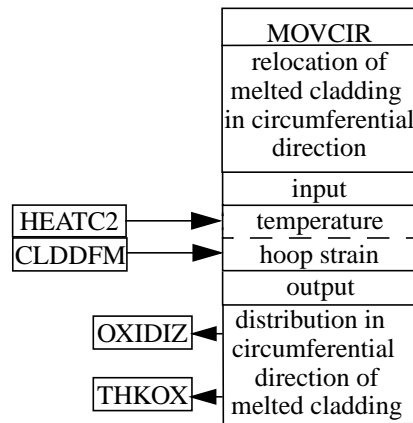 MOVCIR
relocation of
melted cladding
in circumferential
direction
input
HEATC2
temperature
CLDDFM
hoop strain
output
distribution in
OXIDIZ
circumferential
direction of
THKOX
melted cladding